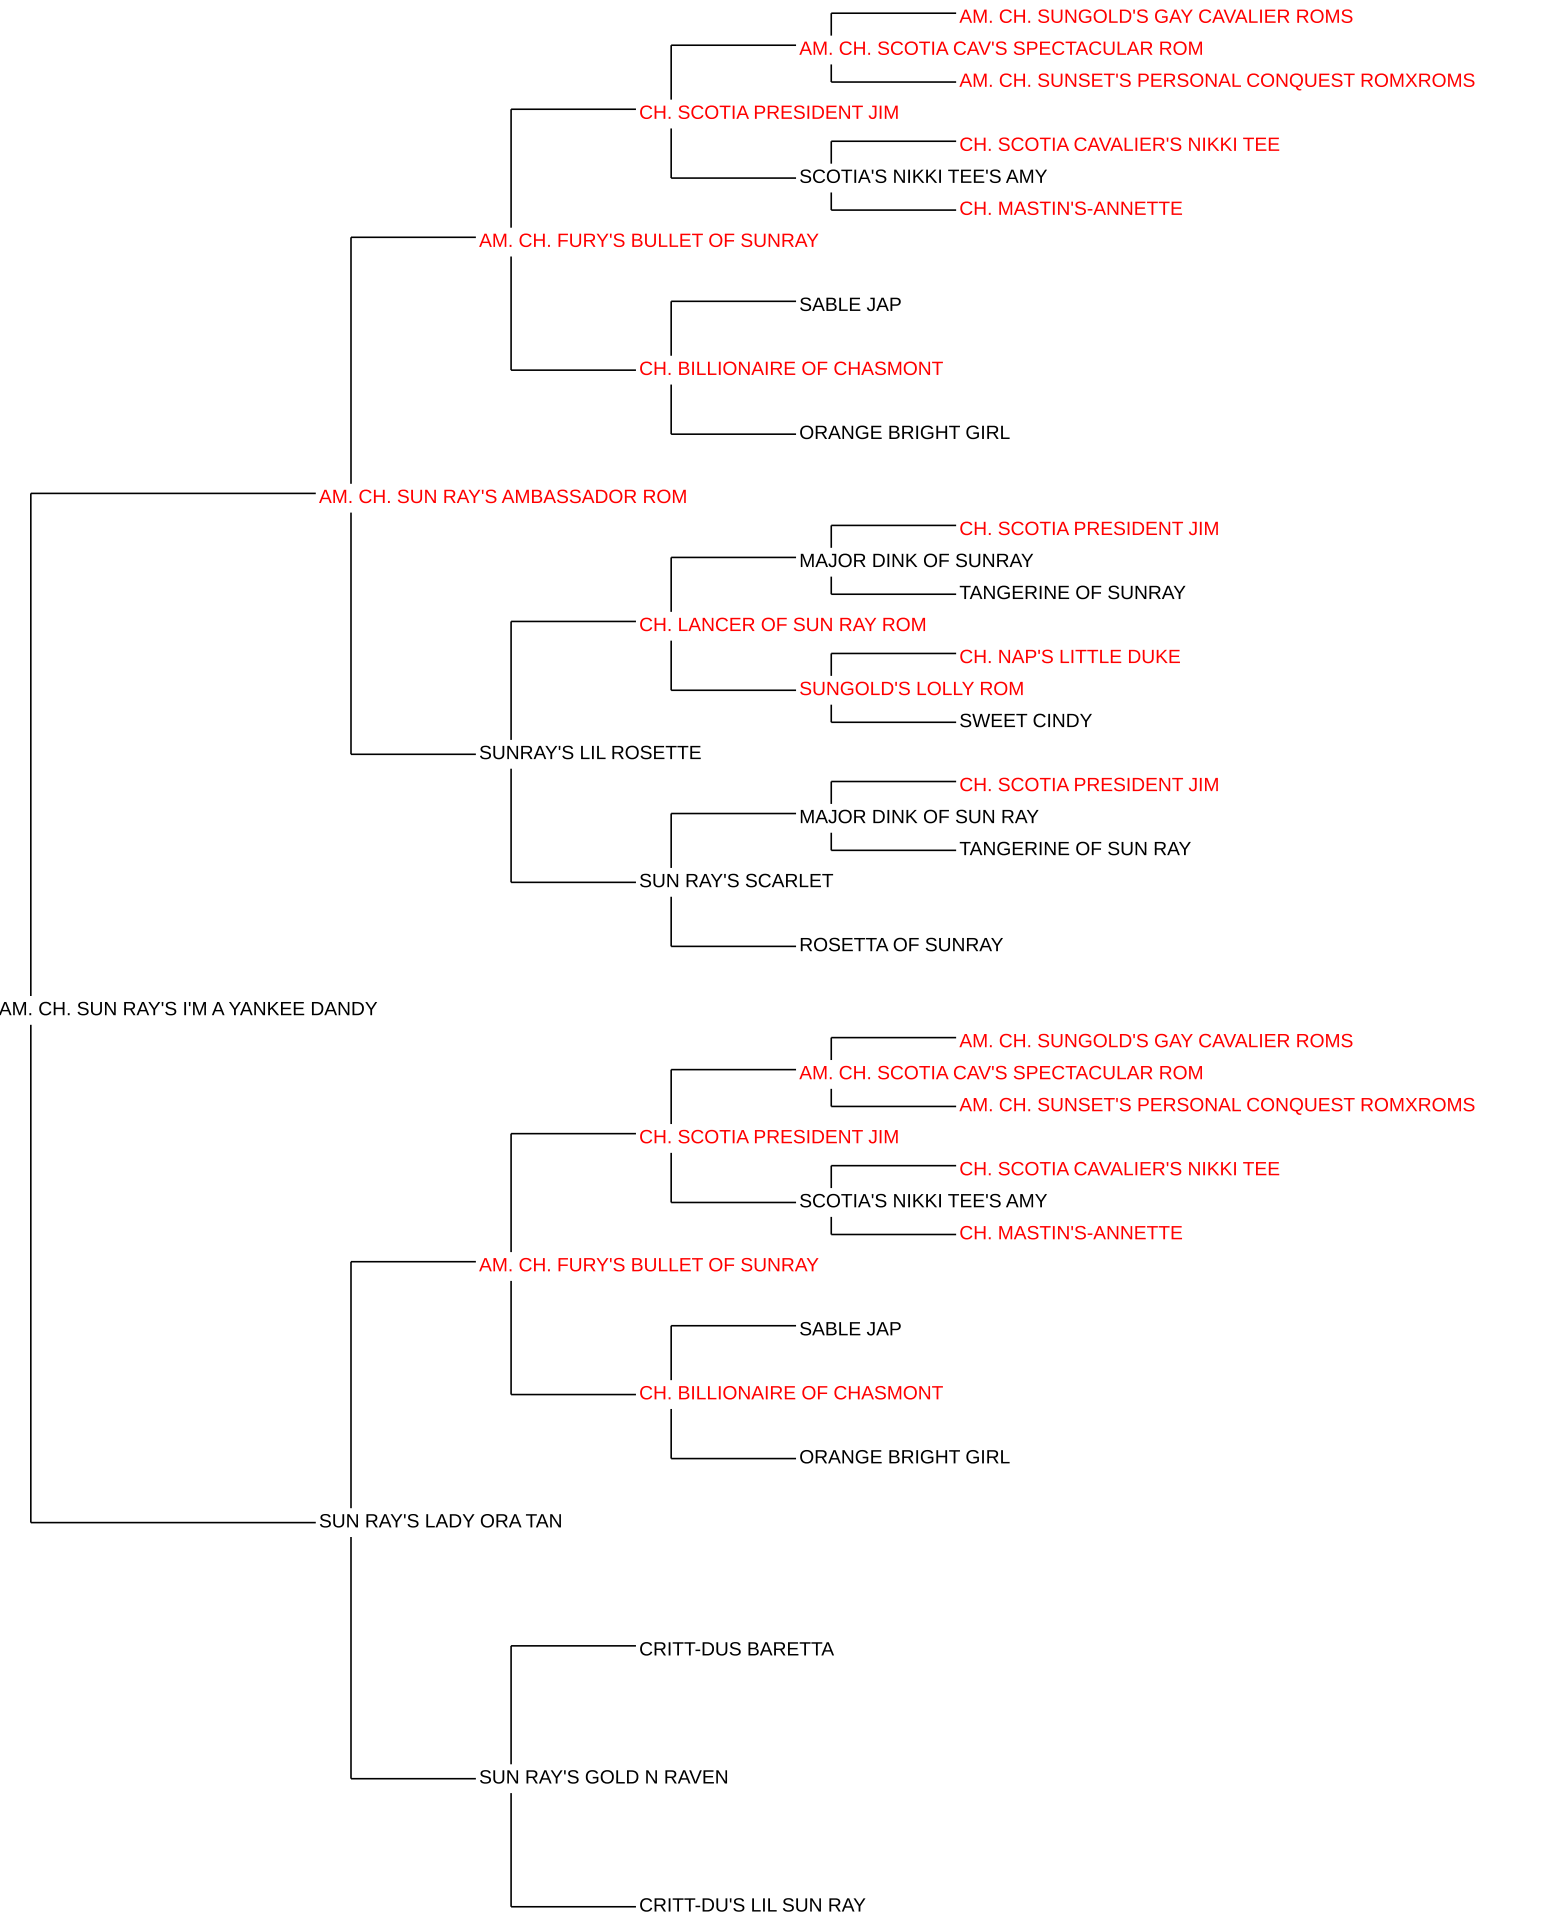 AM. CH. SUNGOLD'S GAY CAVALIER ROMS
AM. CH. SCOTIA CAV'S SPECTACULAR ROM
AM. CH. SUNSET'S PERSONAL CONQUEST ROMXROMS
CH. SCOTIA PRESIDENT JIM
CH. SCOTIA CAVALIER'S NIKKI TEE
SCOTIA'S NIKKI TEE'S AMY
CH. MASTIN'S-ANNETTE
AM. CH. FURY'S BULLET OF SUNRAY
SABLE JAP
CH. BILLIONAIRE OF CHASMONT
ORANGE BRIGHT GIRL
AM. CH. SUN RAY'S AMBASSADOR ROM
CH. SCOTIA PRESIDENT JIM
MAJOR DINK OF SUNRAY
TANGERINE OF SUNRAY
CH. LANCER OF SUN RAY ROM
CH. NAP'S LITTLE DUKE
SUNGOLD'S LOLLY ROM
SWEET CINDY
SUNRAY'S LIL ROSETTE
CH. SCOTIA PRESIDENT JIM
MAJOR DINK OF SUN RAY
TANGERINE OF SUN RAY
SUN RAY'S SCARLET
ROSETTA OF SUNRAY
AM. CH. SUN RAY'S I'M A YANKEE DANDY
AM. CH. SUNGOLD'S GAY CAVALIER ROMS
AM. CH. SCOTIA CAV'S SPECTACULAR ROM
AM. CH. SUNSET'S PERSONAL CONQUEST ROMXROMS
CH. SCOTIA PRESIDENT JIM
CH. SCOTIA CAVALIER'S NIKKI TEE
SCOTIA'S NIKKI TEE'S AMY
CH. MASTIN'S-ANNETTE
AM. CH. FURY'S BULLET OF SUNRAY
SABLE JAP
CH. BILLIONAIRE OF CHASMONT
ORANGE BRIGHT GIRL
SUN RAY'S LADY ORA TAN
CRITT-DUS BARETTA
SUN RAY'S GOLD N RAVEN
CRITT-DU'S LIL SUN RAY